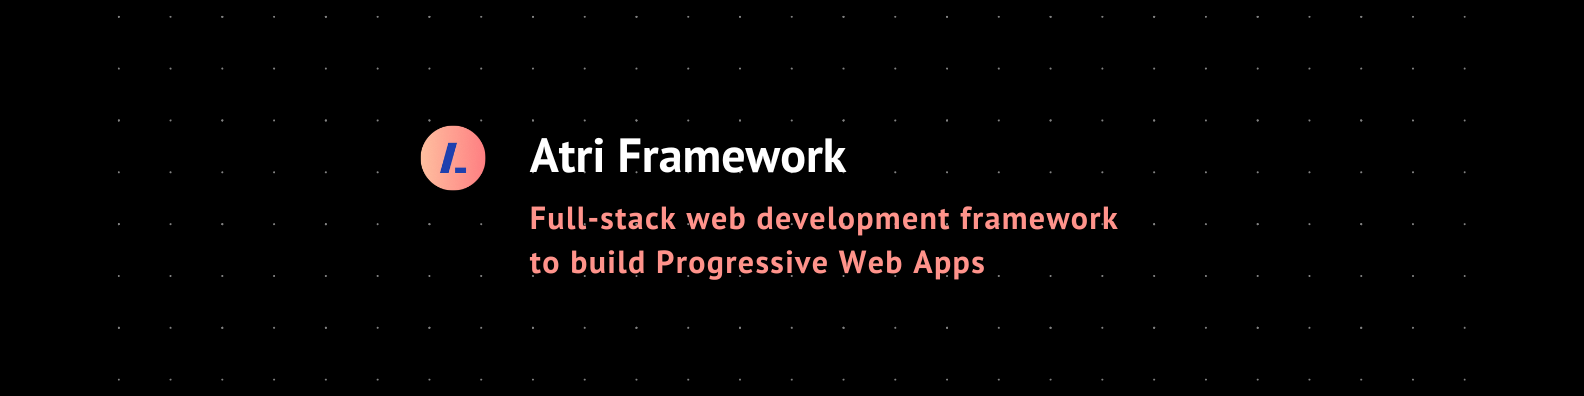 Atri Framework
Full-stack web development framework
to build Progressive Web Apps